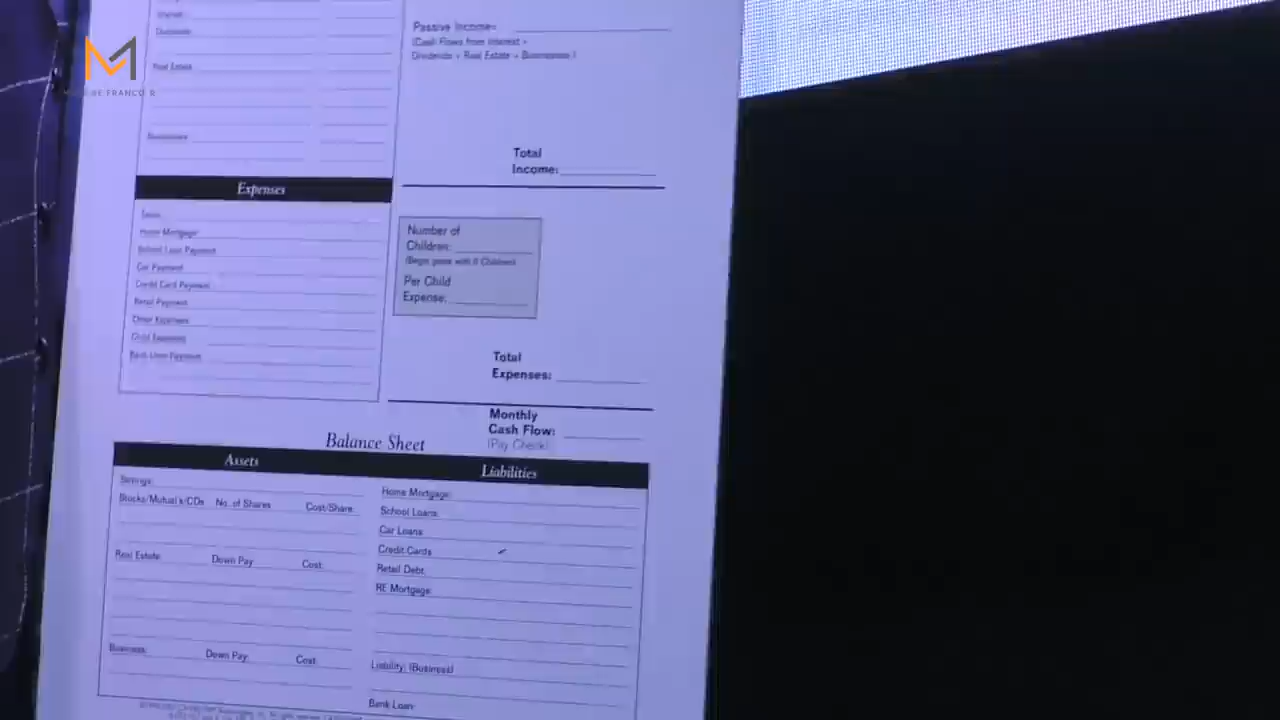 M
Interest:
Dividends:
Real Estate:
Businesses:
Passive Income=
(Cash Flows from Interest +
Dividends + Real Estate + Businesses)
Total
Income:
Expenses
Taxes:
Home Mortgage:
School Loan Payment:
Car Payment:
Credit Card Payment:
Retail Payment:
Other Expenses:
Child Expenses:
Bank Loan Payment:
Number of
Children:
(Begin game with 0 Children)
Per Child
Expense:
Total
Expenses:
Monthly
Cash Flow:
(Pay Check)
Balance Sheet
Assets
Liabilities
Savings:
Stocks/Mutual's/CDs No. of Shares Cost/Share:
Real Estate: Down Pay: Cost:
Business: Down Pay: Cost:
Home Mortgage:
School Loans:
Car Loans:
Credit Cards:
Retail Debt:
RE Mortgage:
Liability: (Business)
Bank Loan: